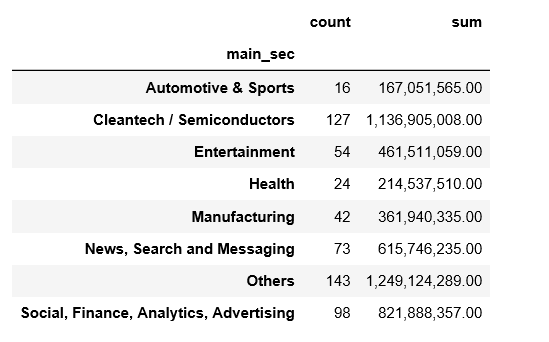 count sum
main_sec
Automotive & Sports 16 167,051,565.00
Cleantech / Semiconductors 127 1,136,905,008.00
Entertainment 54 461,511,059.00
Health 24 214,537,510.00
Manufacturing 42 361,940,335.00
News, Search and Messaging 73 615,746,235.00
Others 143 1,249,124,289.00
Social, Finance, Analytics, Advertising 98 821,888,357.00